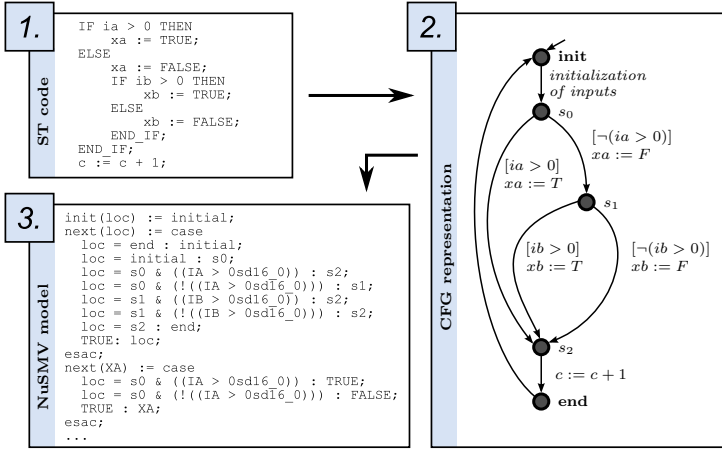 1.
ST code
IF ia > 0 THEN
xa := TRUE;
ELSE
xa := FALSE;
IF ib > 0 THEN
xb := TRUE;
ELSE
xb := FALSE;
END_IF;
END_IF;
c := c + 1;
2.
CFG representation
init
initialization
of inputs
s0
[¬(ia > 0)]
xa := F
[ia > 0]
xa := T
s1
[ib > 0]
xb := T
[¬(ib > 0)]
xb := F
s2
c := c + 1
end
3.
NuSMV model
init(loc) := initial;
next(loc) := case
loc = end : initial;
loc = initial : s0;
loc = s0 & ((IA > 0sd16_0)) : s2;
loc = s0 & (!((IA > 0sd16_0))) : s1;
loc = s1 & ((IB > 0sd16_0)) : s2;
loc = s1 & (!((IB > 0sd16_0))) : s2;
loc = s2 : end;
TRUE: loc;
esac;
next(XA) := case
loc = s0 & ((IA > 0sd16_0)) : TRUE;
loc = s0 & (!((IA > 0sd16_0))) : FALSE;
TRUE : XA;
esac;
...